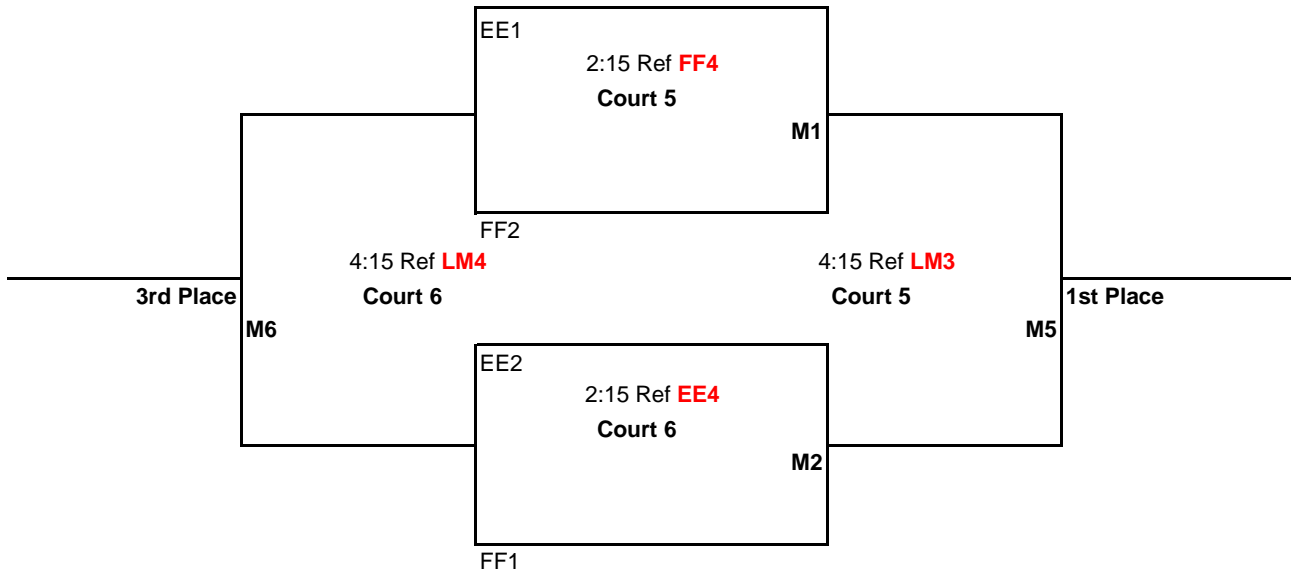 EE1
2:15 Ref FF4
Court 5
M1
FF2
4:15 Ref LM4
4:15 Ref LM3
3rd Place
Court 6
Court 5
1st Place
M6
M5
EE2
2:15 Ref EE4
Court 6
M2
FF1